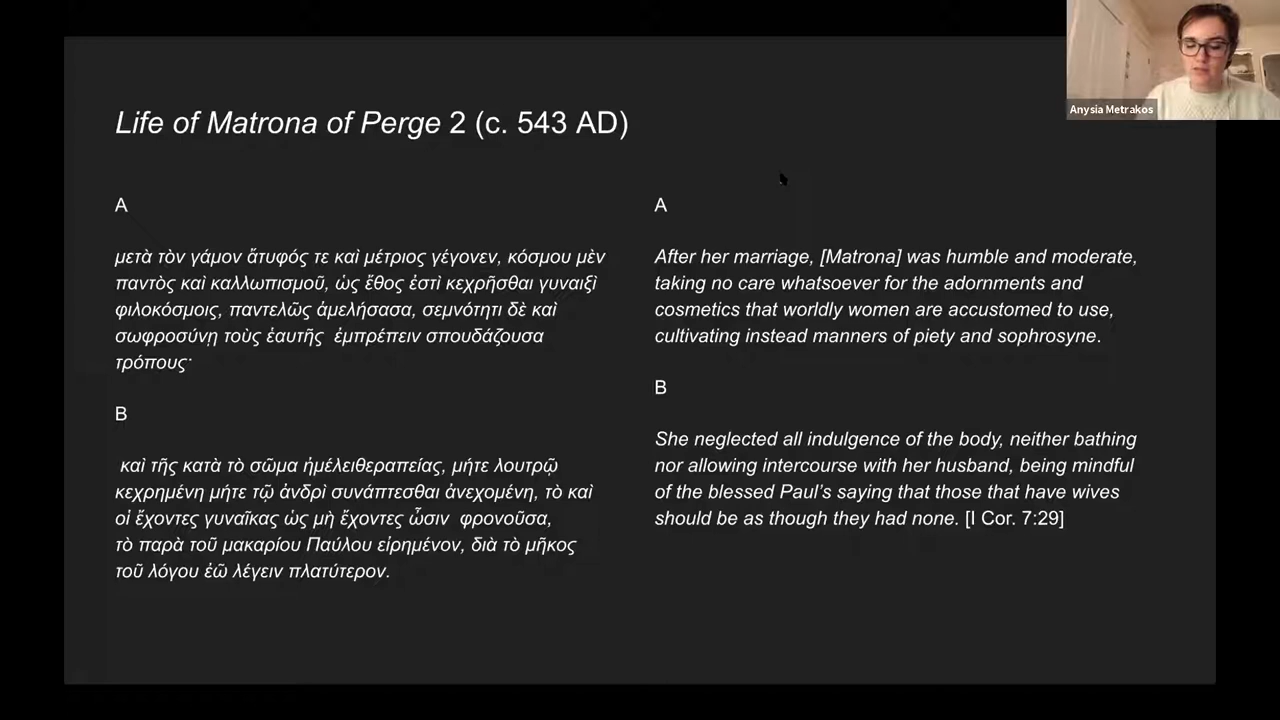 Anysia Metrakos
Life of Matrona of Perge 2 (c. 543 AD)
A
μετὰ τὸν γάμον ἄτυφός τε καὶ μέτριος γέγονεν, κόσμου μὲν
παντὸς καὶ καλλωπισμοῦ, ὡς ἔθος ἐστὶ κεχρῆσθαι γυναιξὶ
φιλοκόσμοις, παντελῶς ἀμελήσασα, σεμνότητι δὲ καὶ
σωφροσύνῃ τοὺς ἑαυτῆς ἐμπρέπειν σπουδάζουσα
τρόπους·
B
καὶ τῆς κατὰ τὸ σῶμα ἠμέλειθεραπείας, μήτε λουτρῷ
κεχρημένη μήτε τῷ ἀνδρὶ συνάπτεσθαι ἀνεχομένη, τὸ καὶ
οἱ ἔχοντες γυναῖκας ὡς μὴ ἔχοντες ὦσιν φρονοῦσα,
τὸ παρὰ τοῦ μακαρίου Παύλου εἰρημένον, διὰ τὸ μῆκος
τοῦ λόγου ἐῶ λέγειν πλατύτερον.
A
After her marriage, [Matrona] was humble and moderate,
taking no care whatsoever for the adornments and
cosmetics that worldly women are accustomed to use,
cultivating instead manners of piety and sophrosyne.
B
She neglected all indulgence of the body, neither bathing
nor allowing intercourse with her husband, being mindful
of the blessed Paul's saying that those that have wives
should be as though they had none. [I Cor. 7:29]